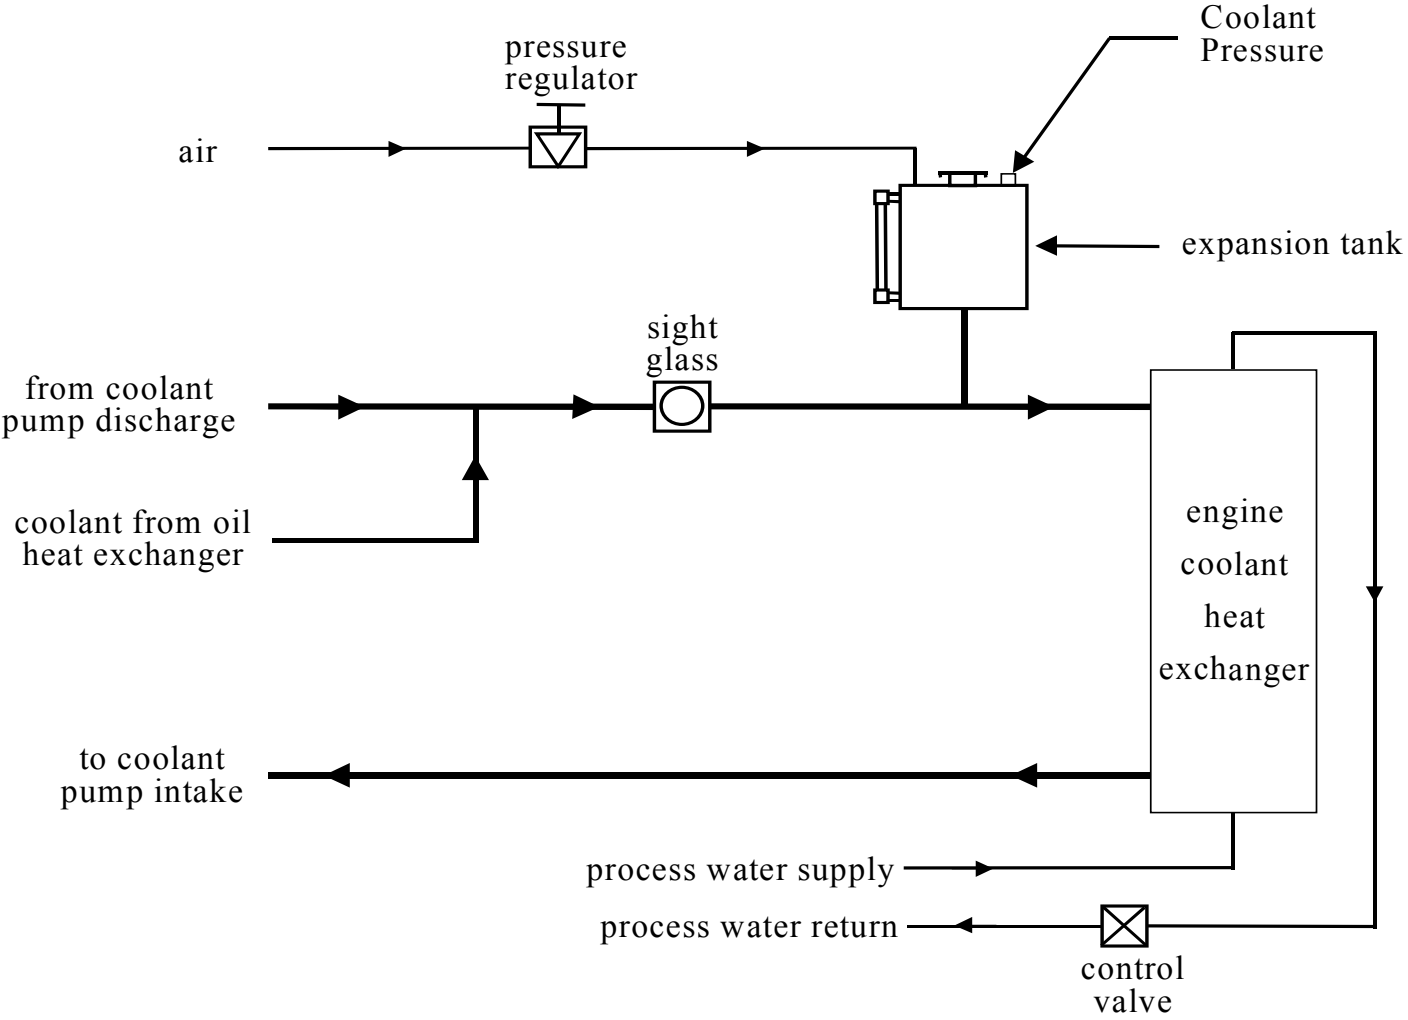 Coolant
Pressure
pressure
regulator
air
expansion tank
sight
glass
from coolant
pump discharge
coolant from oil
heat exchanger
engine
coolant
heat
exchanger
to coolant
pump intake
process water supply
process water return
control
valve